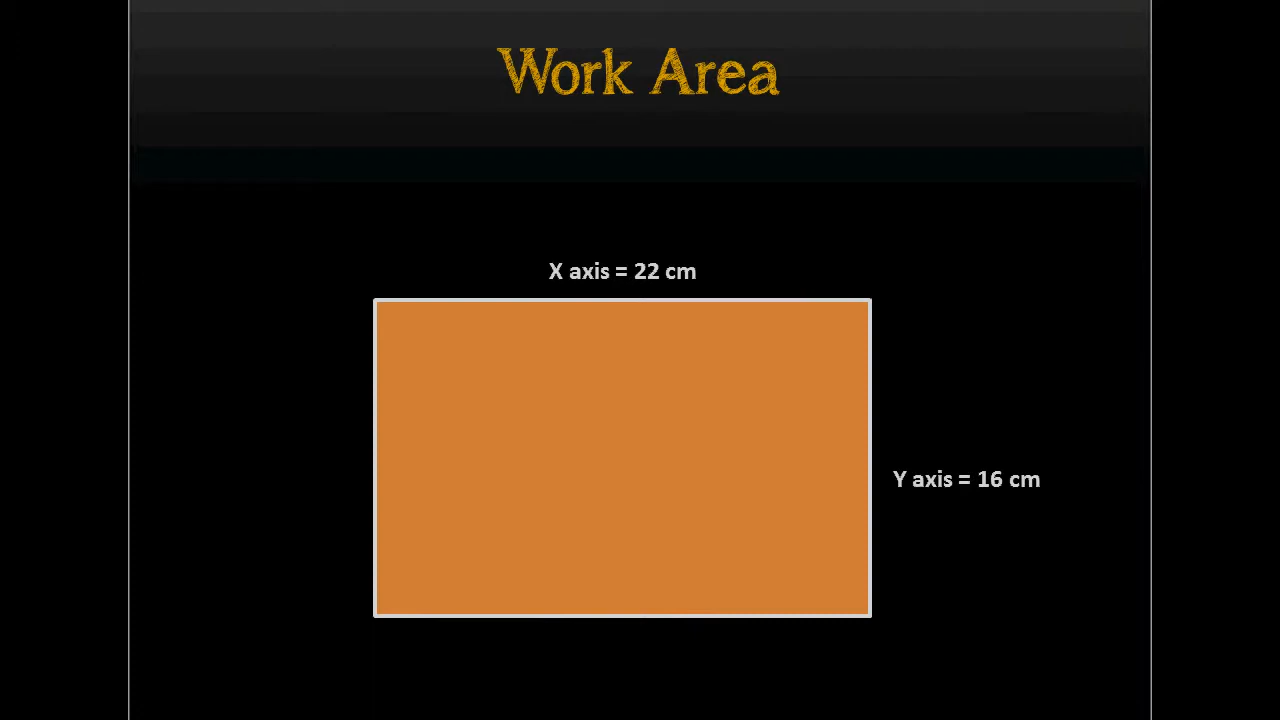 Work Area
X axis = 22 cm
Y axis = 16 cm